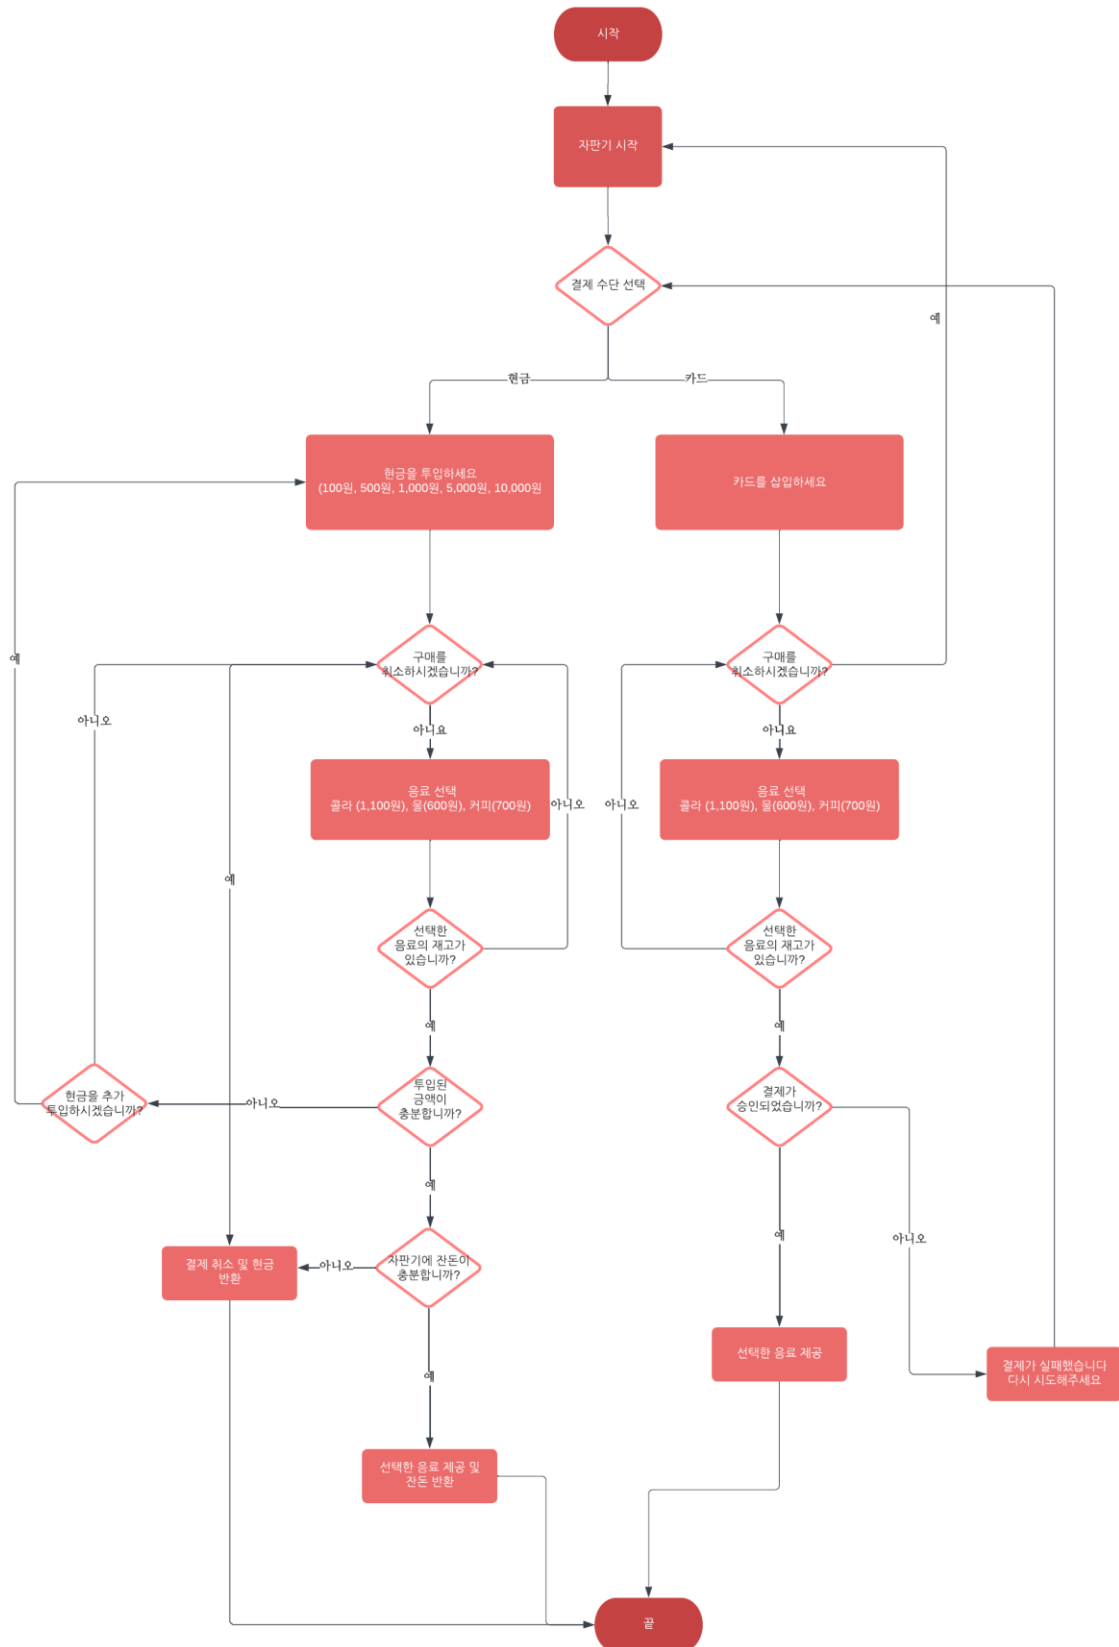 시작
자판기 시작
결제 수단 선택
예
현금
카드
현금을 투입하세요
(100원, 500원, 1,000원, 5,000원, 10,000원
카드를 삽입하세요
구매를
취소하시겠습니까?
구매를
취소하시겠습니까?
예
아니오
아니요
아니요
음료 선택
콜라 (1,100원), 물(600원), 커피(700원)
아니오
아니오
음료 선택
콜라 (1,100원), 물(600원), 커피(700원)
예
선택한
음료의 재고가
있습니까?
선택한
음료의 재고가
있습니까?
예
예
현금을 추가
투입하시겠습니까?
아니오
투입된
금액이
충분합니까?
결제가
승인되었습니까?
예
예
아니오
결제 취소 및 현금
반환
아니오
자판기에 잔돈이
충분합니까?
선택한 음료 제공
결제가 실패했습니다
다시 시도해주세요
예
선택한 음료 제공 및
잔돈 반환
끝